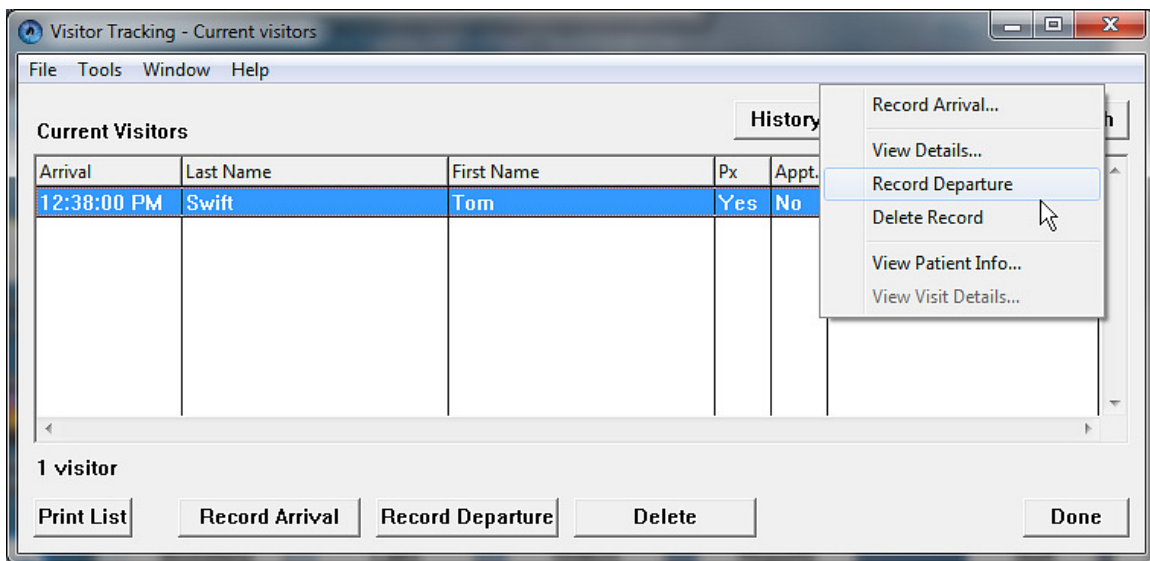 Visitor Tracking - Current visitors
File Tools Window Help
Current Visitors
History
Record Arrival...
View Details...
Record Departure
Delete Record
View Patient Info...
View Visit Details...
Arrival Last Name First Name Px Appt.
12:38:00 PM Swift Tom Yes No
1 visitor
Print List Record Arrival Record Departure Delete Done